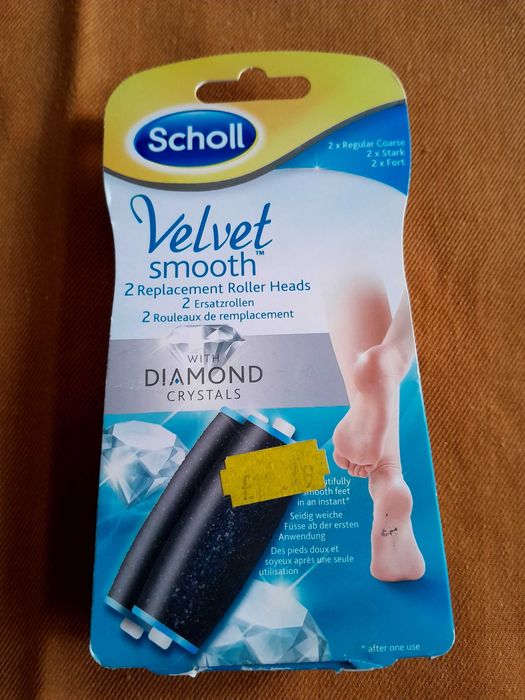 Scholl
2 x Regular Coarse
2 x Stark
2 x Fort
Velvet
smooth™
2 Replacement Roller Heads
2 Ersatzrollen
2 Rouleaux de remplacement
WITH
DIAMOND
CRYSTALS
smooth feet
in an instant*
Seidig weiche
Füsse ab der ersten
Anwendung
Des pieds doux et
soyeux après une seule
utilisation
* after one use